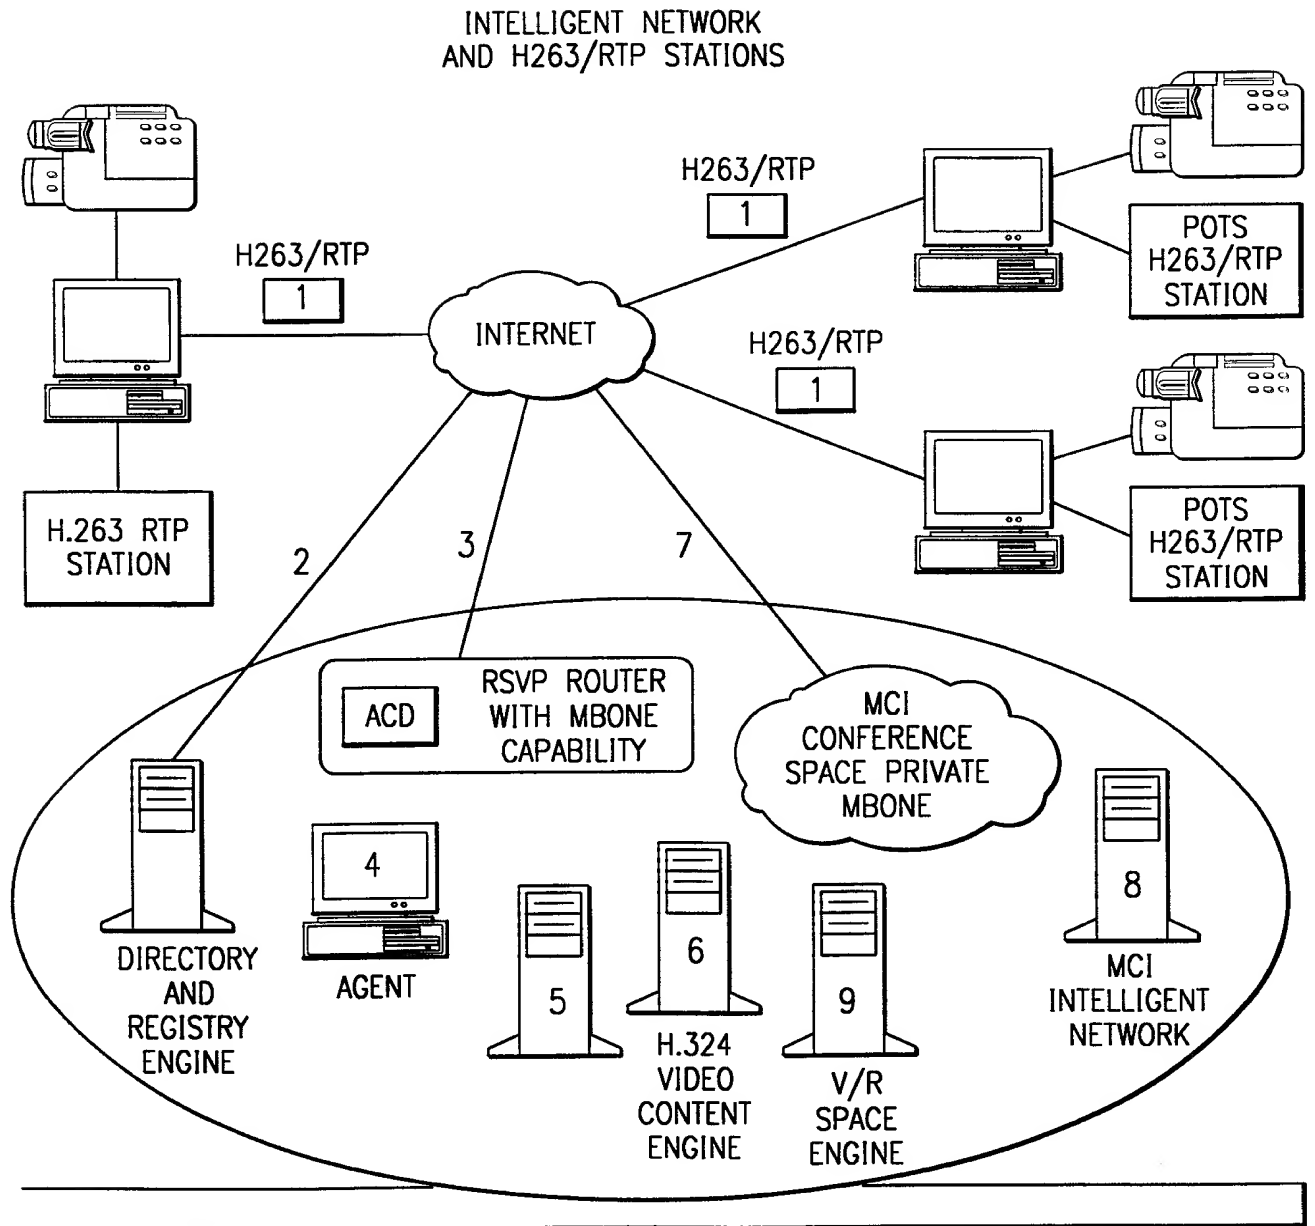 INTELLIGENT NETWORK
AND H263/RTP STATIONS
H263/RTP
1
POTS
H263/RTP
STATION
H263/RTP
1
INTERNET
H263/RTP
1
H.263 RTP
STATION
POTS
H263/RTP
STATION
2
3
7
ACD
RSVP ROUTER
WITH MBONE
CAPABILITY
MCI
CONFERENCE
SPACE PRIVATE
MBONE
DIRECTORY
AND
REGISTRY
ENGINE
4
AGENT
5
6
H.324
VIDEO
CONTENT
ENGINE
9
V/R
SPACE
ENGINE
8
MCI
INTELLIGENT
NETWORK